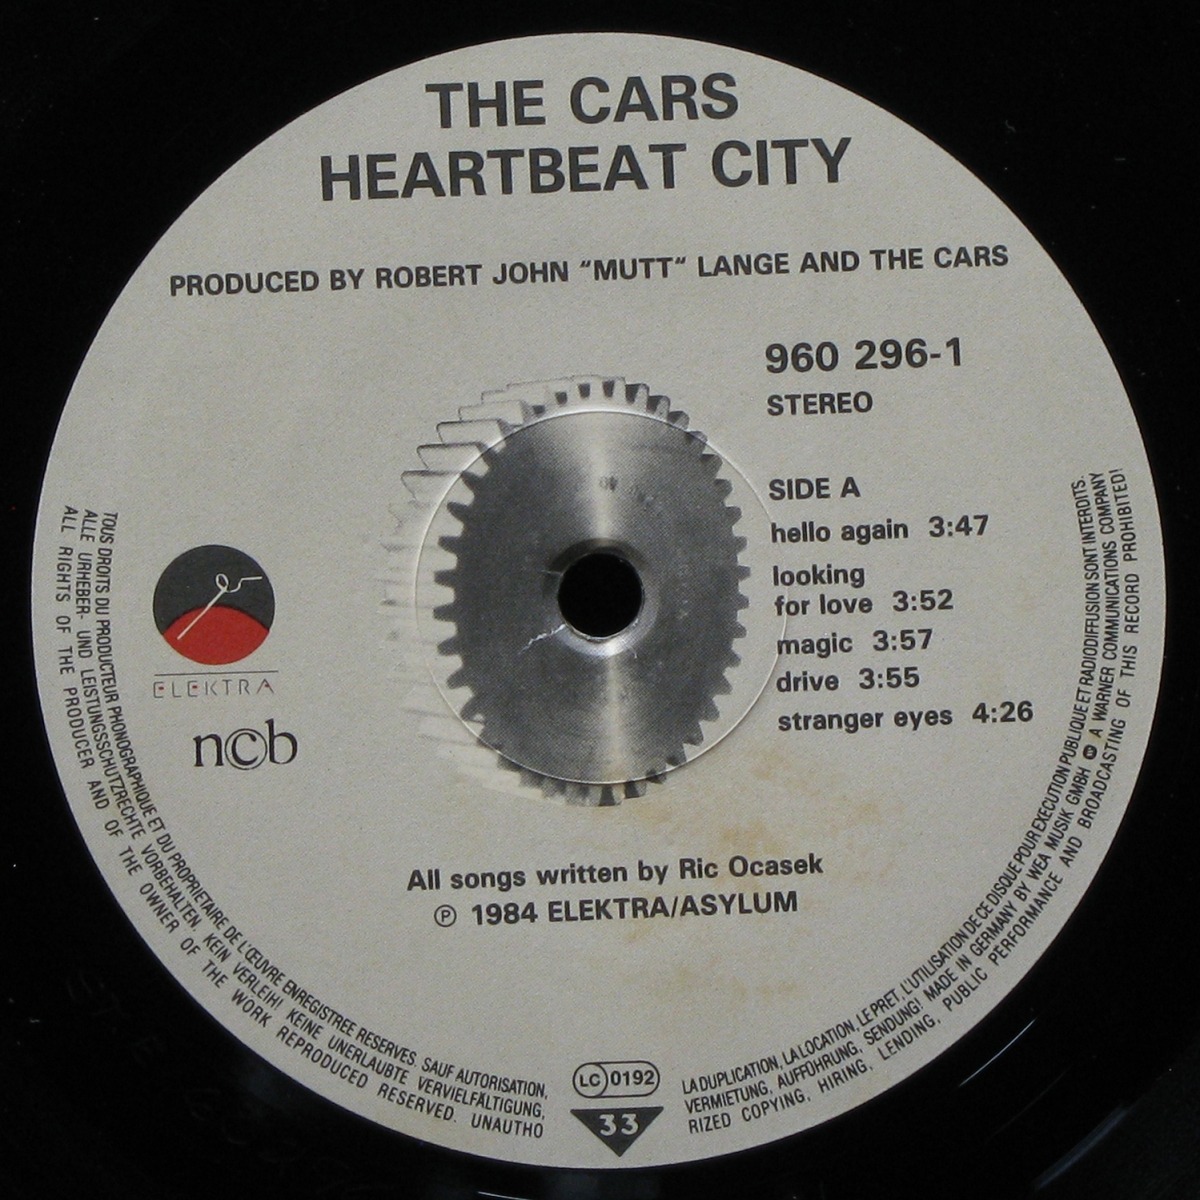 THE CARS
HEARTBEAT CITY
PRODUCED BY ROBERT JOHN "MUTT" LANGE AND THE CARS
960 296-1
STEREO
SIDE A
hello again 3:47
looking
for love 3:52
magic 3:57
drive 3:55
stranger eyes 4:26
ELEKTRA
n©b
All songs written by Ric Ocasek
℗ 1984 ELEKTRA/ASYLUM
TOUS DROITS DU PRODUCTEUR PHONOGRAPHIQUE ET DU PROPRIETAIRE DE L'ŒUVRE ENREGISTREE RESERVES. SAUF AUTORISATION, LA DUPLICATION, LA LOCATION, LE PRET, L'UTILISATION DE CE DISQUE POUR EXECUTION PUBLIQUE ET RADIODIFFUSION SONT INTERDITS.
ALLE URHEBER- UND LEISTUNGSSCHUTZRECHTE VORBEHALTEN. KEIN VERLEIH! KEINE UNERLAUBTE VERVIELFÄLTIGUNG, VERMIETUNG, AUFFÜHRUNG, SENDUNG! MADE IN GERMANY BY WEA MUSIK GMBH A WARNER COMMUNICATIONS COMPANY
ALL RIGHTS OF THE PRODUCER AND OF THE OWNER OF THE WORK REPRODUCED RESERVED. UNAUTHORIZED COPYING, HIRING, LENDING, PUBLIC PERFORMANCE AND BROADCASTING OF THIS RECORD PROHIBITED!
LC 0192
33